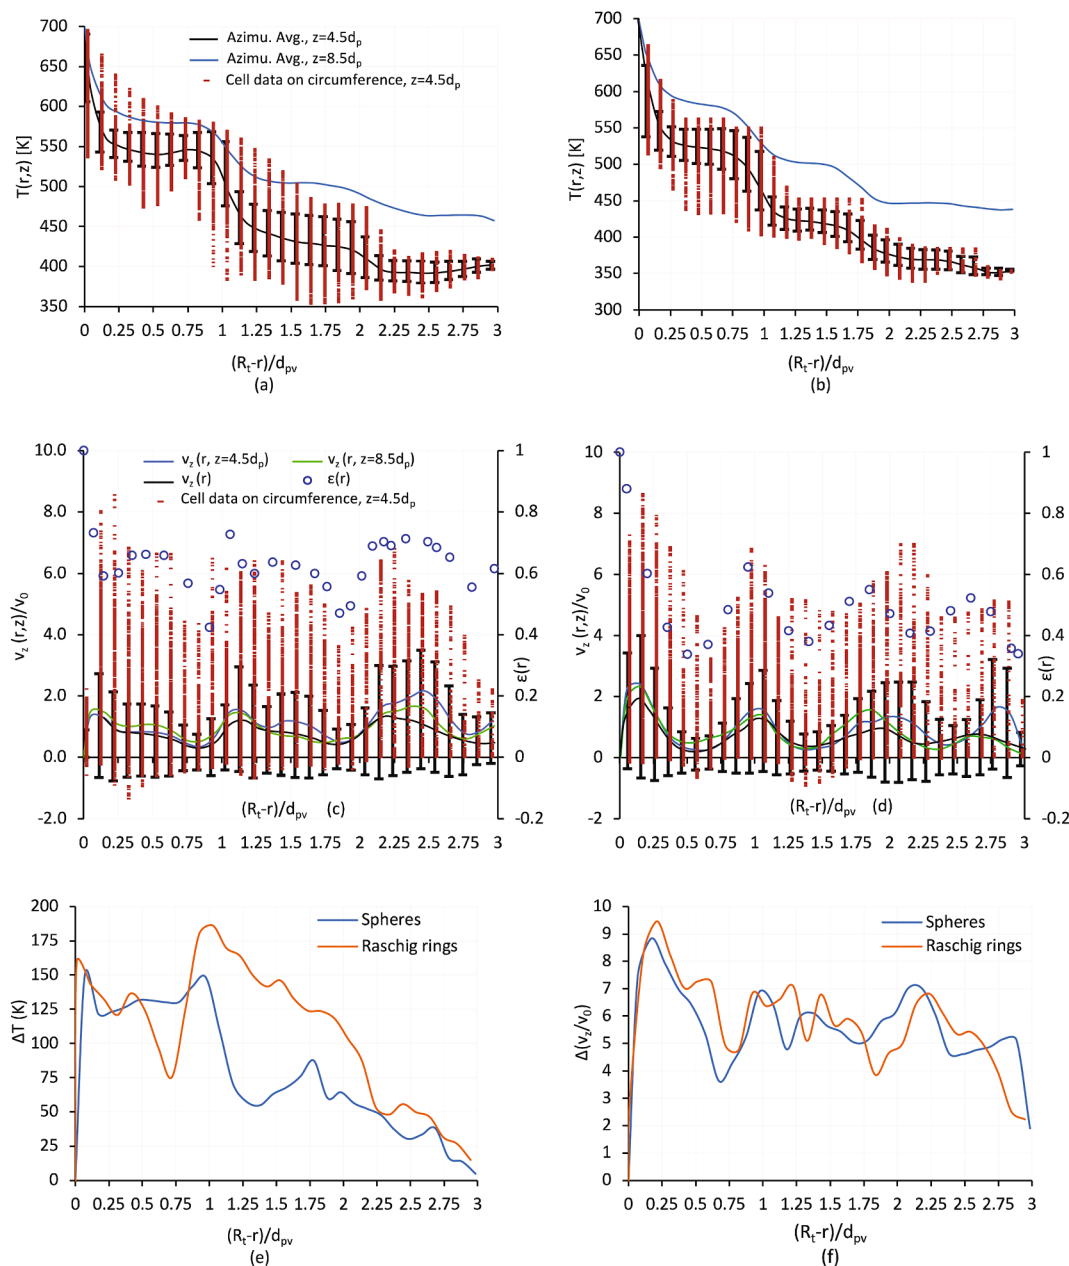 700
650
600
550
500
450
400
350
T(r,z) [K]
Azimu. Avg., z=4.5dp
Azimu. Avg., z=8.5dp
Cell data on circumference, z=4.5dp
0 0.25 0.5 0.75 1 1.25 1.5 1.75 2 2.25 2.5 2.75 3
(Rt-r)/dpv
(a)
700
650
600
550
500
450
400
350
300
T(r,z) [K]
0 0.25 0.5 0.75 1 1.25 1.5 1.75 2 2.25 2.5 2.75 3
(Rt-r)/dpv
(b)
10.0
8.0
6.0
4.0
2.0
0.0
-2.0
vz(r,z)/v0
vz(r, z=4.5dp)
vz(r, z=8.5dp)
vz(r)
ε(r)
Cell data on circumference, z=4.5dp
1
0.8
0.6
0.4
0.2
0
-0.2
ε(r)
(Rt-r)/dpv (c)
0 0.25 0.5 0.75 1 1.25 1.5 1.75 2 2.25 2.5 2.75 3
10
8
6
4
2
0
-2
vz(r,z)/v0
1
0.8
0.6
0.4
0.2
0
-0.2
ε(r)
(Rt-r)/dpv (d)
0 0.25 0.5 0.75 1 1.25 1.5 1.75 2 2.25 2.5 2.75 3
200
175
150
125
100
75
50
25
0
ΔT (K)
Spheres
Raschig rings
0 0.25 0.5 0.75 1 1.25 1.5 1.75 2 2.25 2.5 2.75 3
(Rt-r)/dpv
(e)
10
9
8
7
6
5
4
3
2
1
0
Δ(vz/v0)
Spheres
Raschig rings
0 0.25 0.5 0.75 1 1.25 1.5 1.75 2 2.25 2.5 2.75 3
(Rt-r)/dpv
(f)